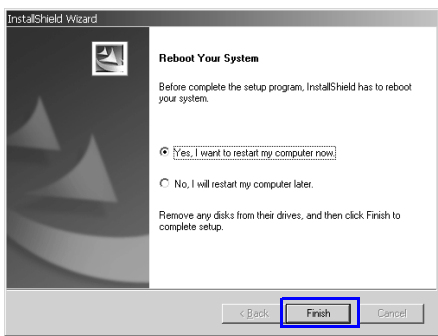 InstallShield Wizard
Reboot Your System
Before complete the setup program, InstallShield has to reboot
your system.
Yes, I want to restart my computer now.
No, I will restart my computer later.
Remove any disks from their drives, and then click Finish to
complete setup.
< Back
Finish
Cancel